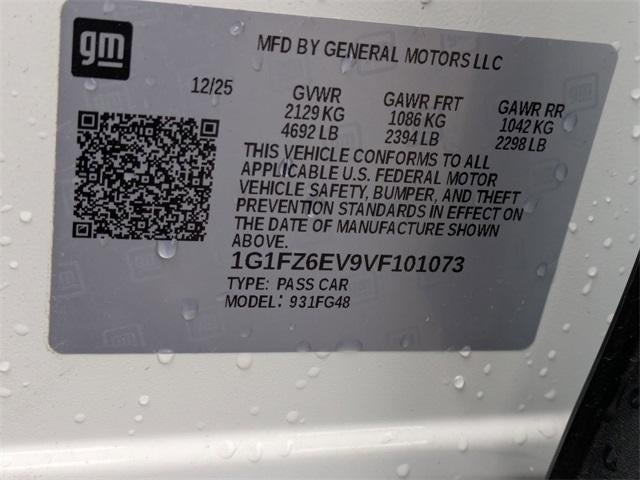 gm
MFD BY GENERAL MOTORS LLC
12/25 GVWR GAWR FRT GAWR RR
2129 KG 1086 KG 1042 KG
4692 LB 2394 LB 2298 LB
THIS VEHICLE CONFORMS TO ALL
APPLICABLE U.S. FEDERAL MOTOR
VEHICLE SAFETY, BUMPER, AND THEFT
PREVENTION STANDARDS IN EFFECT ON
THE DATE OF MANUFACTURE SHOWN
ABOVE.
1G1FZ6EV9VF101073
TYPE: PASS CAR
MODEL: 931FG48